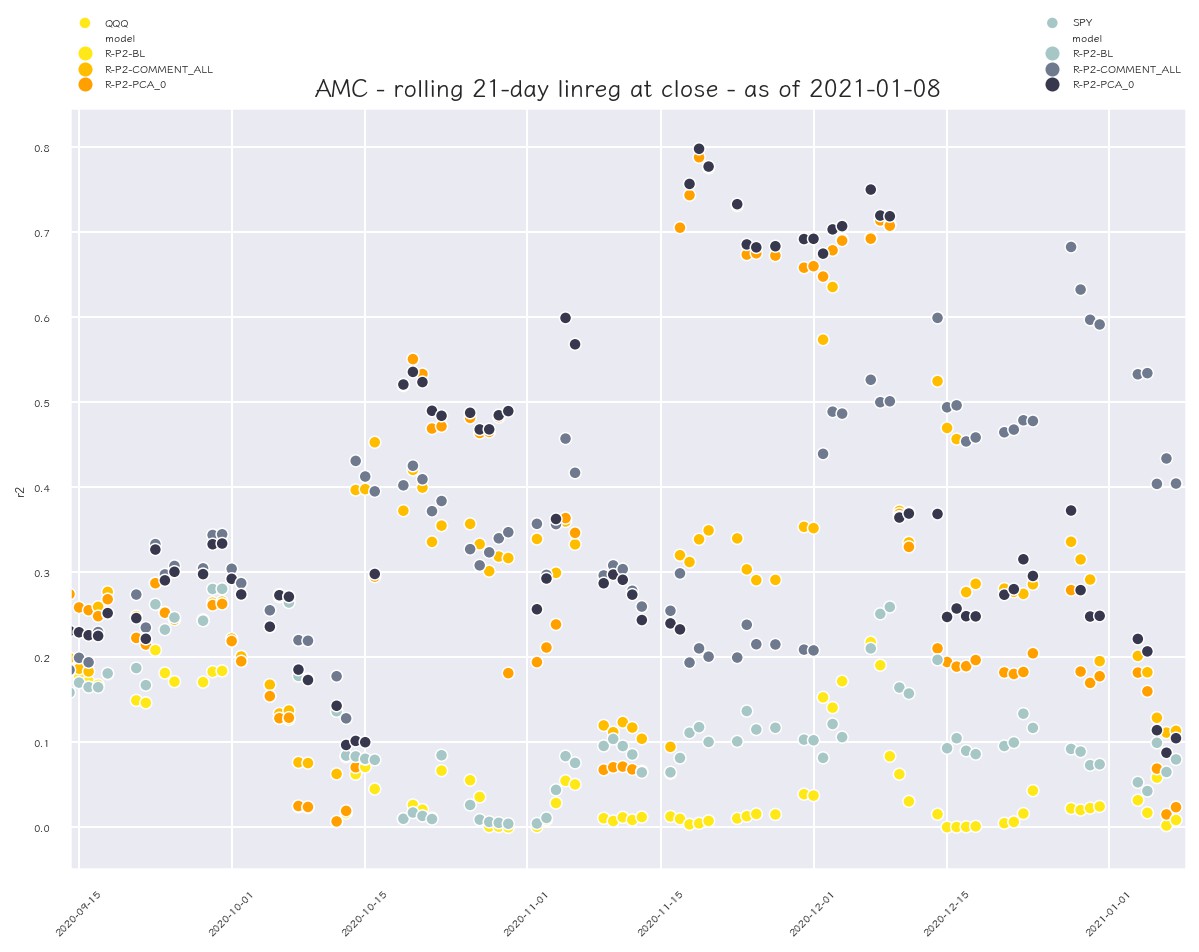 QQQ
model
R-P2-BL
R-P2-COMMENT_ALL
R-P2-PCA_0
SPY
model
R-P2-BL
R-P2-COMMENT_ALL
R-P2-PCA_0
AMC - rolling 21-day linreg at close - as of 2021-01-08
0.8
0.7
0.6
0.5
0.4
0.3
0.2
0.1
0.0
r2
2020-09-15
2020-10-01
2020-10-15
2020-11-01
2020-11-15
2020-12-01
2020-12-15
2021-01-01